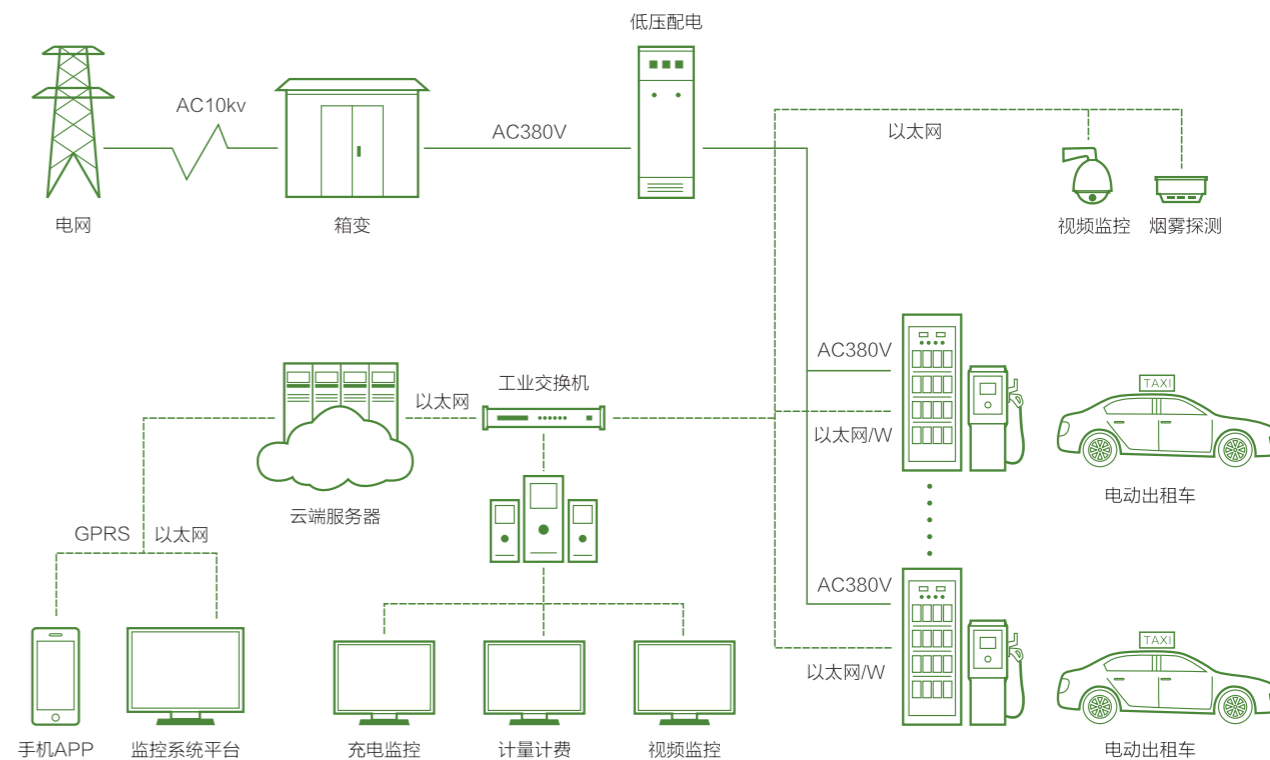 低压配电
AC10kv
AC380V
以太网
电网
箱变
视频监控
烟雾探测
AC380V
TAXI
工业交换机
以太网
以太网/W
电动出租车
云端服务器
GPRS
以太网
AC380V
TAXI
以太网/W
手机APP
监控系统平台
充电监控
计量计费
视频监控
电动出租车